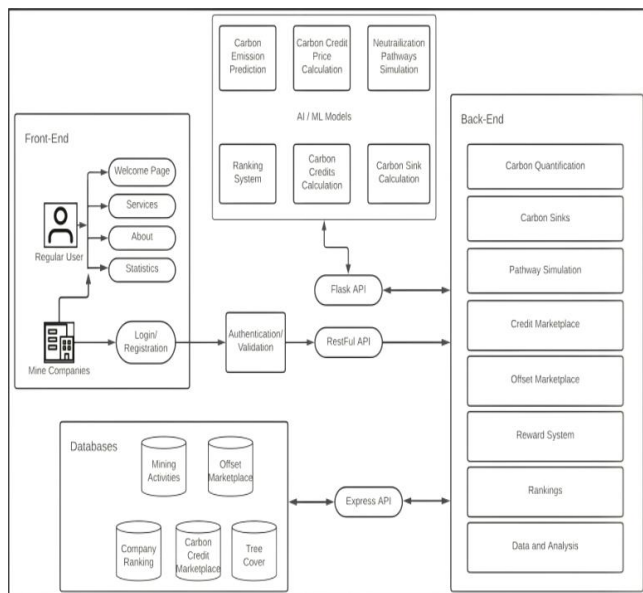 Carbon
Emission
Prediction
Carbon Credit
Price
Calculation
Neutrailization
Pathways
Simulation
AI / ML Models
Ranking
System
Carbon
Credits
Calculation
Carbon Sink
Calculation
Front-End
Welcome Page
Services
About
Statistics
Regular User
Mine Companies
Login/
Registration
Authentication/
Validation
Flask API
RestFul API
Back-End
Carbon Quantification
Carbon Sinks
Pathway Simulation
Credit Marketplace
Offset Marketplace
Reward System
Rankings
Data and Analysis
Databases
Mining
Activities
Offset
Marketplace
Company
Ranking
Carbon
Credit
Marketplace
Tree
Cover
Express API